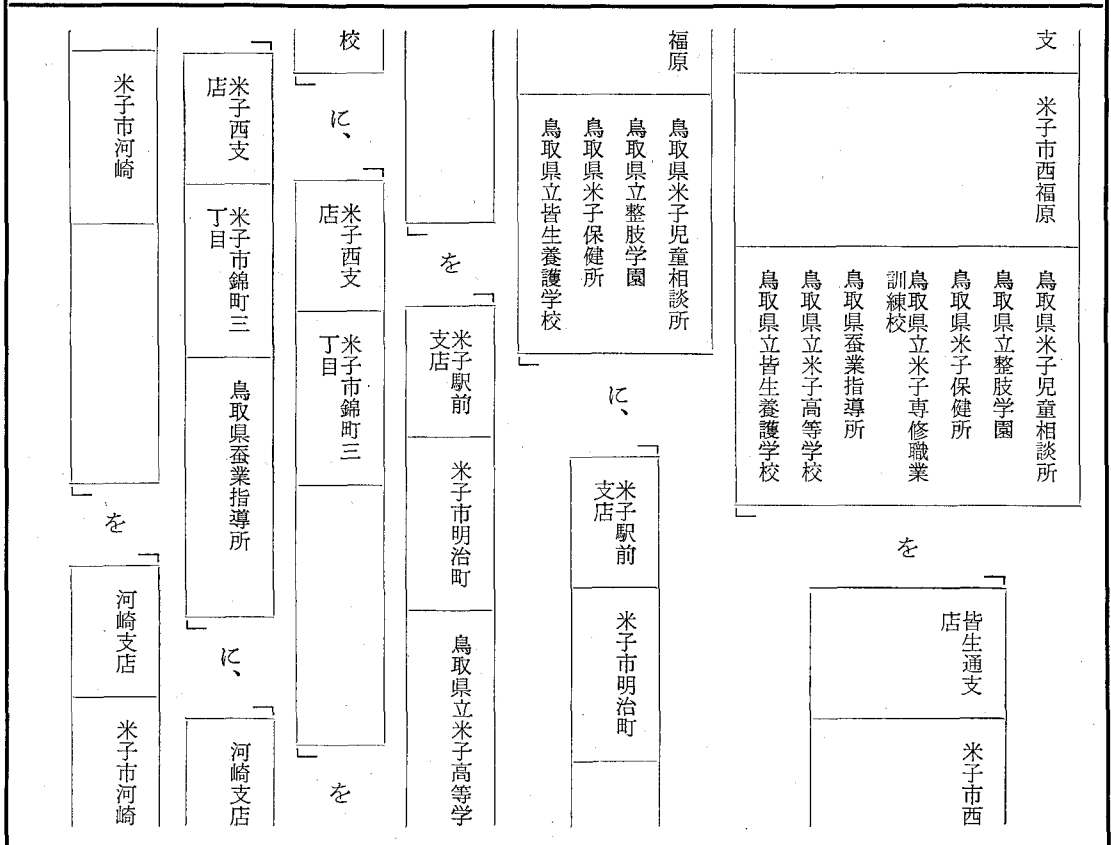 支
米子市西福原
鳥取県米子児童相談所
鳥取県立整肢学園
鳥取県米子保健所
鳥取県立米子専修職業
訓練校
鳥取県蚕業指導所
鳥取県立米子高等学校
鳥取県立皆生養護学校
」を「
皆生通支
店
米子市西
福原
鳥取県米子児童相談所
鳥取県立整肢学園
鳥取県米子保健所
鳥取県立皆生養護学校
」に、「
米子駅前
支店
米子市明治町
」を「
米子駅前
支店
米子市明治町
鳥取県立米子高等学
校
」に、「
米子西支
店
米子市錦町三
丁目
」を「
米子西支
店
米子市錦町三
丁目
鳥取県蚕業指導所
」に、「
河崎支店
米子市河崎
」を「
河崎支店
米子市河崎